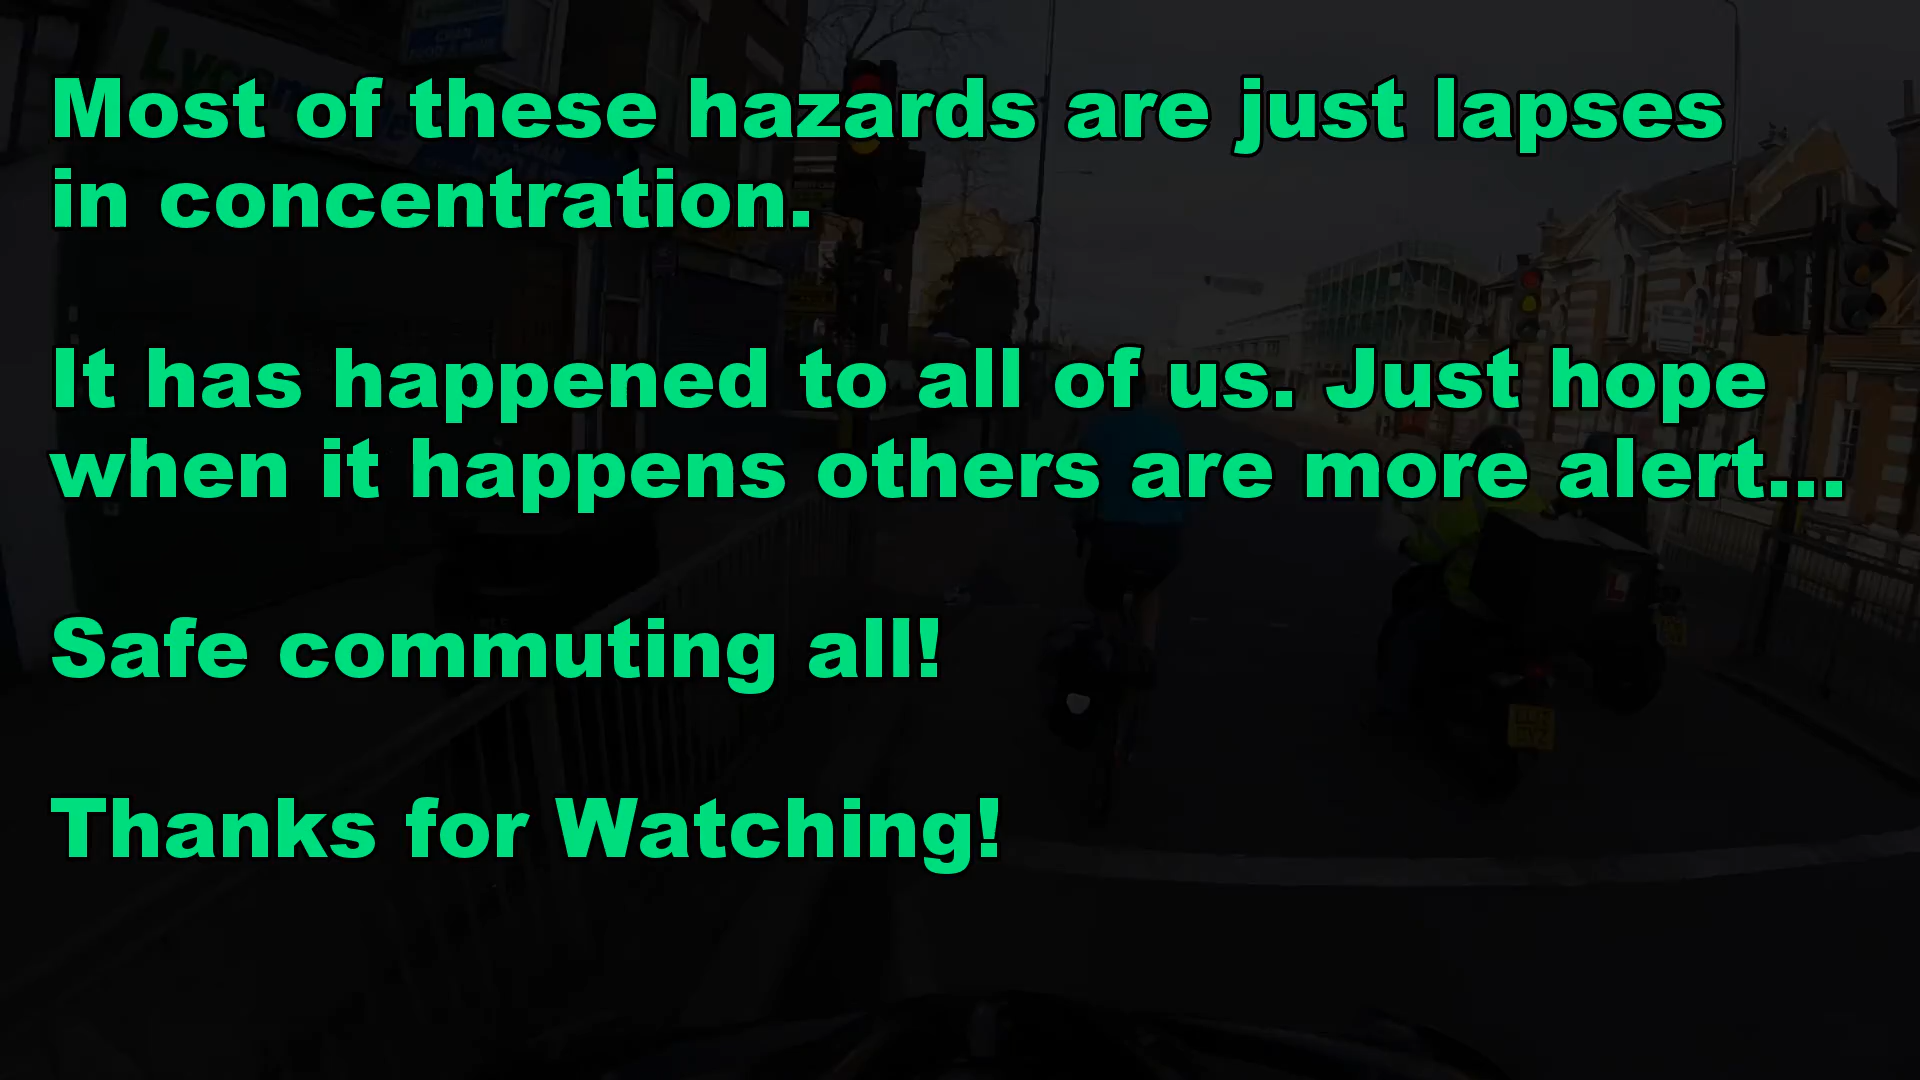 Most of these hazards are just lapses
in concentration.
It has happened to all of us. Just hope
when it happens others are more alert...
Safe commuting all!
Thanks for Watching!